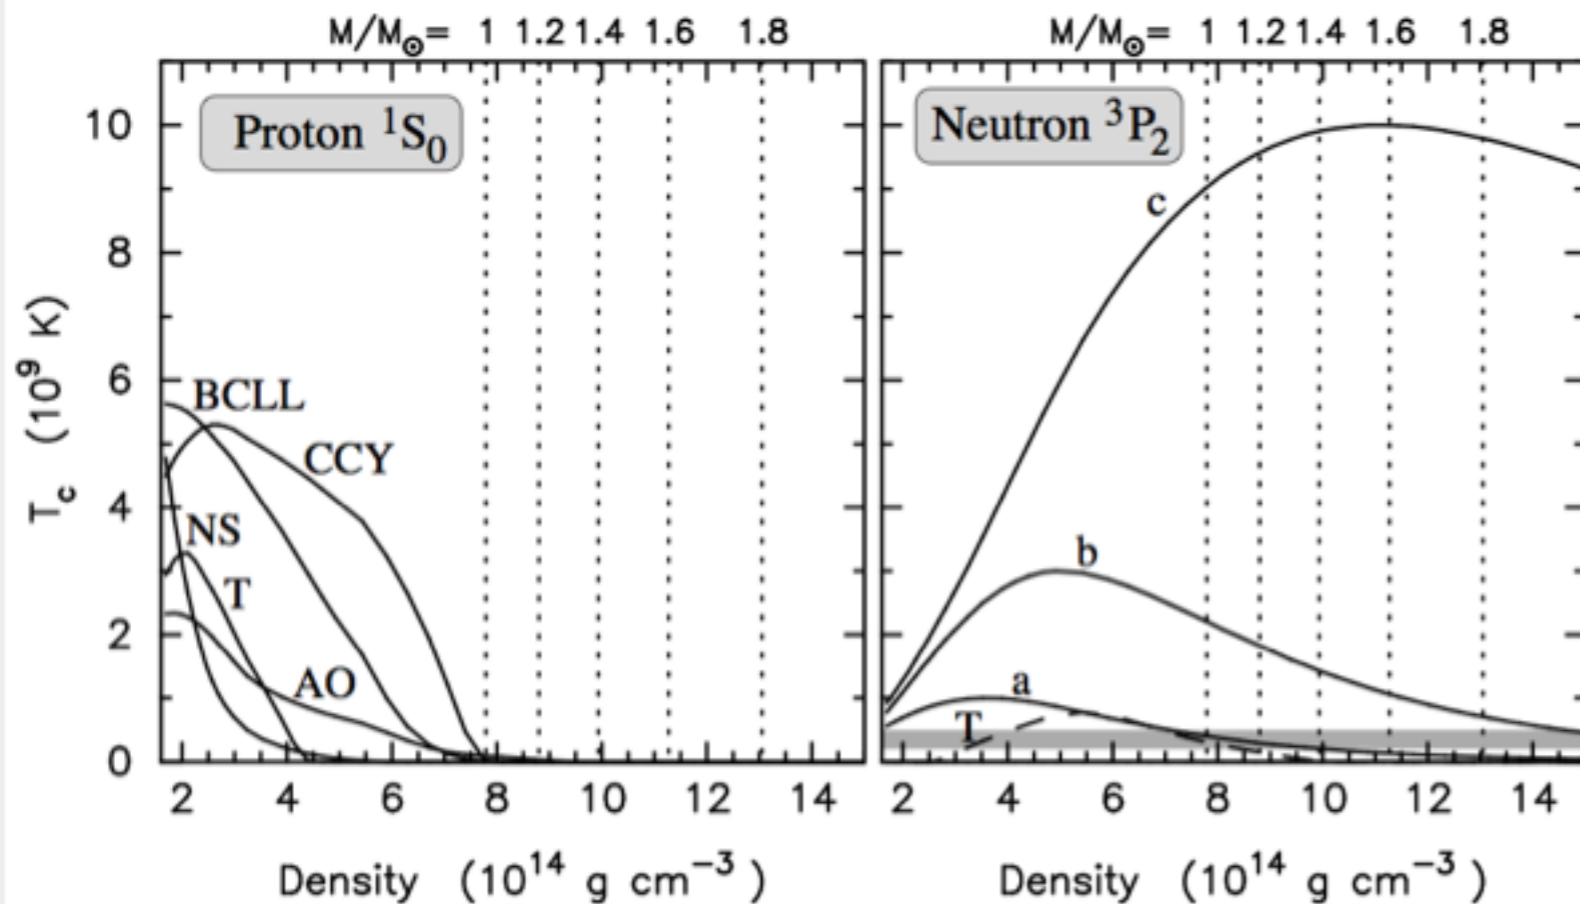 M/M☉= 1 1.2 1.4 1.6 1.8
Proton ¹S₀
10
8
6
4
2
0
T_c (10⁹ K)
BCLL
CCY
NS
T
AO
2 4 6 8 10 12 14
Density (10¹⁴ g cm⁻³)
M/M☉= 1 1.2 1.4 1.6 1.8
Neutron ³P₂
c
b
a
T
2 4 6 8 10 12 14
Density (10¹⁴ g cm⁻³)